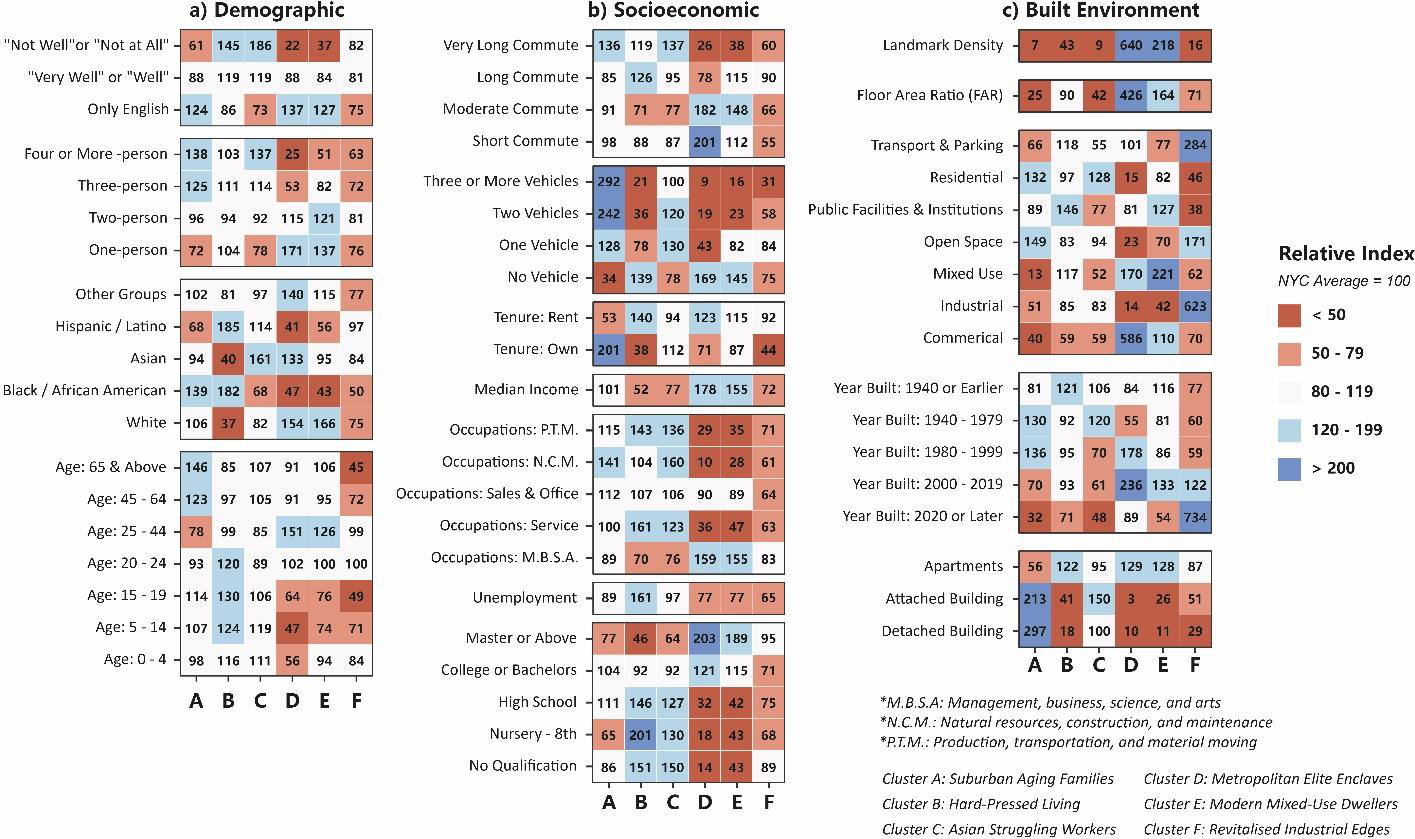 a) Demographic
"Not Well"or "Not at All" 61 145 186 22 37 82
"Very Well" or "Well" 88 119 119 88 84 81
Only English 124 86 73 137 127 75
Four or More -person 138 103 137 25 51 63
Three-person 125 111 114 53 82 72
Two-person 96 94 92 115 121 81
One-person 72 104 78 171 137 76
Other Groups 102 81 97 140 115 77
Hispanic / Latino 68 185 114 41 56 97
Asian 94 40 161 133 95 84
Black / African American 139 182 68 47 43 50
White 106 37 82 154 166 75
Age: 65 & Above 146 85 107 91 106 45
Age: 45 - 64 123 97 105 91 95 72
Age: 25 - 44 78 99 85 151 126 99
Age: 20 - 24 93 120 89 102 100 100
Age: 15 - 19 114 130 106 64 76 49
Age: 5 - 14 107 124 119 47 74 71
Age: 0 - 4 98 116 111 56 94 84
A B C D E F
b) Socioeconomic
Very Long Commute 136 119 137 26 38 60
Long Commute 85 126 95 78 115 90
Moderate Commute 91 71 77 182 148 66
Short Commute 98 88 87 201 112 55
Three or More Vehicles 292 21 100 9 16 31
Two Vehicles 242 36 120 19 23 58
One Vehicle 128 78 130 43 82 84
No Vehicle 34 139 78 169 145 75
Tenure: Rent 53 140 94 123 115 92
Tenure: Own 201 38 112 71 87 44
Median Income 101 52 77 178 155 72
Occupations: P.T.M. 115 143 136 29 35 71
Occupations: N.C.M. 141 104 160 10 28 61
Occupations: Sales & Office 112 107 106 90 89 64
Occupations: Service 100 161 123 36 47 63
Occupations: M.B.S.A. 89 70 76 159 155 83
Unemployment 89 161 97 77 77 65
Master or Above 77 46 64 203 189 95
College or Bachelors 104 92 92 121 115 71
High School 111 146 127 32 42 75
Nursery - 8th 65 201 130 18 43 68
No Qualification 86 151 150 14 43 89
A B C D E F
c) Built Environment
Landmark Density 7 43 9 640 218 16
Floor Area Ratio (FAR) 25 90 42 426 164 71
Transport & Parking 66 118 55 101 77 284
Residential 132 97 128 15 82 46
Public Facilities & Institutions 89 146 77 81 127 38
Open Space 149 83 94 23 70 171
Mixed Use 13 117 52 170 221 62
Industrial 51 85 83 14 42 623
Commerical 40 59 59 586 110 70
Year Built: 1940 or Earlier 81 121 106 84 116 77
Year Built: 1940 - 1979 130 92 120 55 81 60
Year Built: 1980 - 1999 136 95 70 178 86 59
Year Built: 2000 - 2019 70 93 61 236 133 122
Year Built: 2020 or Later 32 71 48 89 54 734
Apartments 56 122 95 129 128 87
Attached Building 213 41 150 3 26 51
Detached Building 297 18 100 10 11 29
A B C D E F
Relative Index
NYC Average = 100
< 50
50 - 79
80 - 119
120 - 199
> 200
*M.B.S.A: Management, business, science, and arts
*N.C.M.: Natural resources, construction, and maintenance
*P.T.M.: Production, transportation, and material moving
Cluster A: Suburban Aging Families
Cluster B: Hard-Pressed Living
Cluster C: Asian Struggling Workers
Cluster D: Metropolitan Elite Enclaves
Cluster E: Modern Mixed-Use Dwellers
Cluster F: Revitalised Industrial Edges